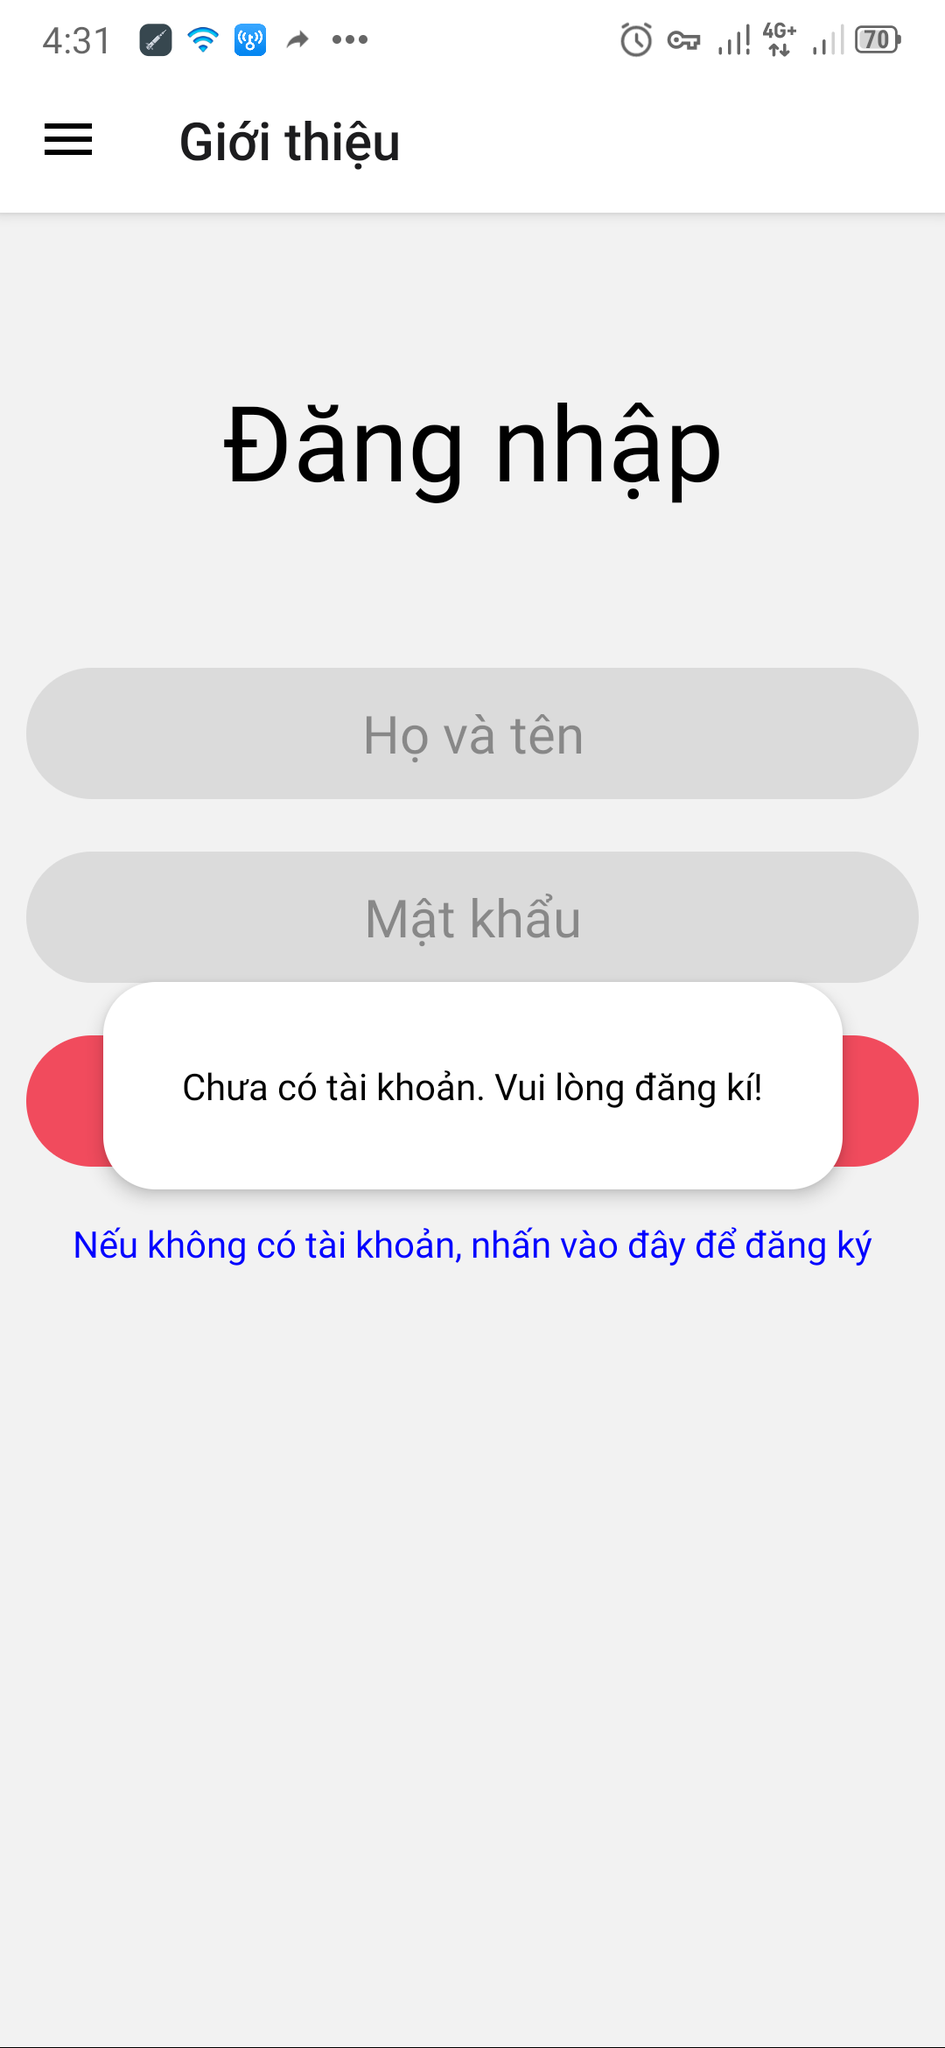 4:31
4G+
70
Giới thiệu
Đăng nhập
Họ và tên
Mật khẩu
Chưa có tài khoản. Vui lòng đăng kí!
Nếu không có tài khoản, nhấn vào đây để đăng ký